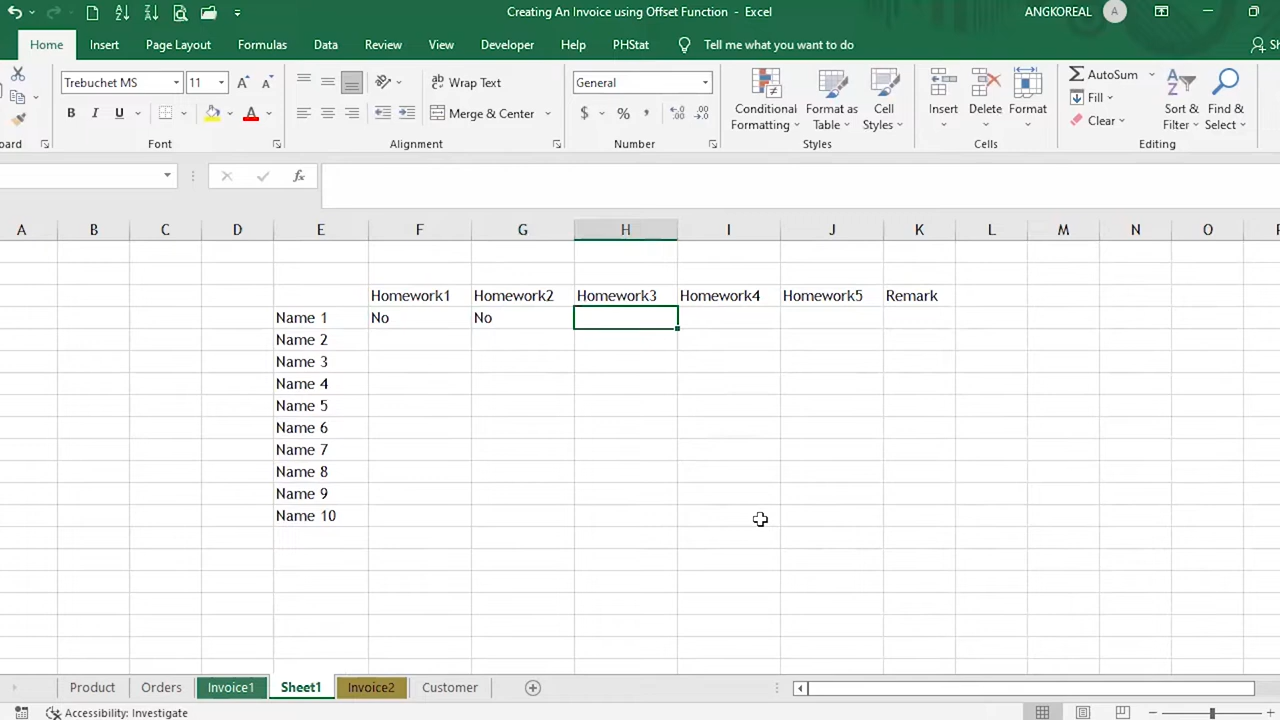 Creating An Invoice using Offset Function - Excel
ANGKOREAL
A
Home Insert Page Layout Formulas Data Review View Developer Help PHStat Tell me what you want to do
Trebuchet MS 11 Wrap Text General AutoSum
B I U Merge & Center $ % Conditional Formatting Format as Table Cell Styles Insert Delete Format Fill Clear Sort & Filter Find & Select
oard Font Alignment Number Styles Cells Editing
fx
A B C D E F G H I J K L M N O
Homework1 Homework2 Homework3 Homework4 Homework5 Remark
Name 1 No No
Name 2
Name 3
Name 4
Name 5
Name 6
Name 7
Name 8
Name 9
Name 10
Product Orders Invoice1 Sheet1 Invoice2 Customer
Accessibility: Investigate